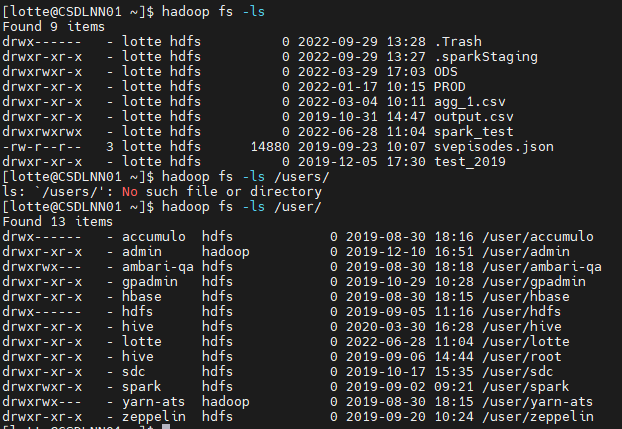 [lotte@CSDLNN01 ~]$ hadoop fs -ls
Found 9 items
drwx------   - lotte hdfs          0 2022-09-29 13:28 .Trash
drwxr-xr-x   - lotte hdfs          0 2022-09-29 13:27 .sparkStaging
drwxrwxr-x   - lotte hdfs          0 2022-03-29 17:03 ODS
drwxr-xr-x   - lotte hdfs          0 2022-01-17 10:15 PROD
drwxr-xr-x   - lotte hdfs          0 2022-03-04 10:11 agg_1.csv
drwxr-xr-x   - lotte hdfs          0 2019-10-31 14:47 output.csv
drwxrwxrwx   - lotte hdfs          0 2022-06-28 11:04 spark_test
-rw-r--r--   3 lotte hdfs      14880 2019-09-23 10:07 svepisodes.json
drwxr-xr-x   - lotte hdfs          0 2019-12-05 17:30 test_2019
[lotte@CSDLNN01 ~]$ hadoop fs -ls /users/
ls: `/users/': No such file or directory
[lotte@CSDLNN01 ~]$ hadoop fs -ls /user/
Found 13 items
drwx------   - accumulo  hdfs            0 2019-08-30 18:16 /user/accumulo
drwxr-xr-x   - admin     hadoop          0 2019-12-10 16:51 /user/admin
drwxrwx---   - ambari-qa hdfs            0 2019-08-30 18:18 /user/ambari-qa
drwxr-xr-x   - gpadmin   hdfs            0 2019-10-29 10:28 /user/gpadmin
drwxr-xr-x   - hbase     hdfs            0 2019-08-30 18:15 /user/hbase
drwx------   - hdfs      hdfs            0 2019-09-05 11:16 /user/hdfs
drwxr-xr-x   - hive      hdfs            0 2020-03-30 16:28 /user/hive
drwxr-xr-x   - lotte     hdfs            0 2022-06-28 11:04 /user/lotte
drwxr-xr-x   - hive      hdfs            0 2019-09-06 14:44 /user/root
drwxr-xr-x   - sdc       hdfs            0 2019-10-17 15:35 /user/sdc
drwxrwxr-x   - spark     hdfs            0 2019-09-02 09:21 /user/spark
drwxr-xr-x   - yarn-ats  hadoop          0 2019-08-30 18:15 /user/yarn-ats
drwxr-xr-x   - zeppelin  hdfs            0 2019-09-20 10:24 /user/zeppelin
[lotte@CSDLNN01 ~]$